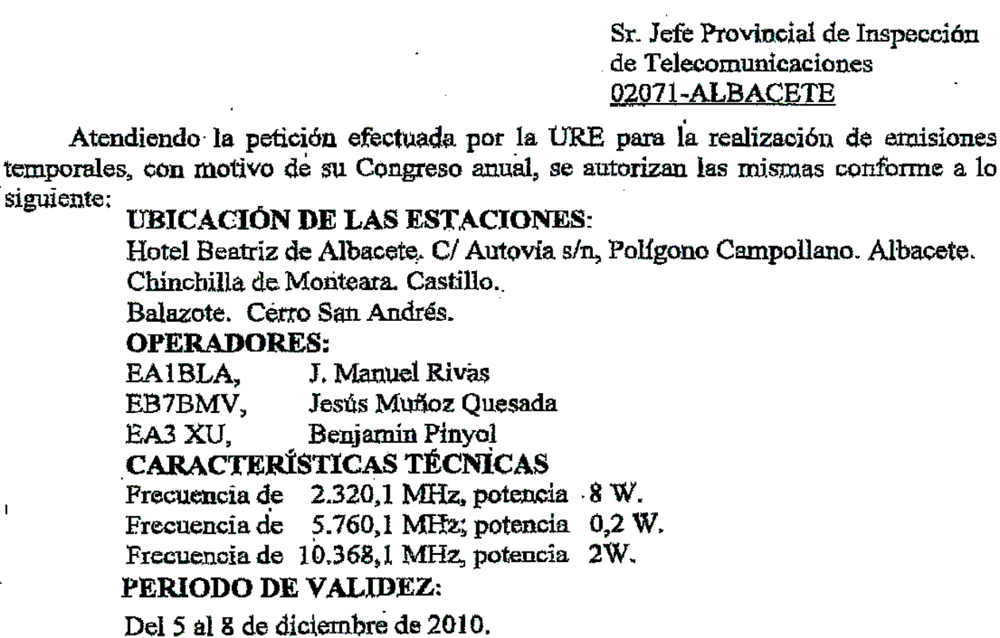 Sr. Jefe Provincial de Inspección
de Telecomunicaciones
02071-ALBACETE
Atendiendo la petición efectuada por la URE para la realización de emisiones
temporales, con motivo de su Congreso anual, se autorizan las mismas conforme a lo
siguiente:
UBICACIÓN DE LAS ESTACIONES:
Hotel Beatriz de Albacete. C/ Autovía s/n, Polígono Campollano. Albacete.
Chinchilla de Monteara. Castillo.
Balazote. Cerro San Andrés.
OPERADORES:
EA1BLA, J. Manuel Rivas
EB7BMV, Jesús Muñoz Quesada
EA3 XU, Benjamín Pinyol
CARACTERÍSTICAS TÉCNICAS
Frecuencia de 2.320,1 MHz, potencia 8 W.
Frecuencia de 5.760,1 MHz; potencia 0,2 W.
Frecuencia de 10.368,1 MHz, potencia 2W.
PERIODO DE VALIDEZ:
Del 5 al 8 de diciembre de 2010.